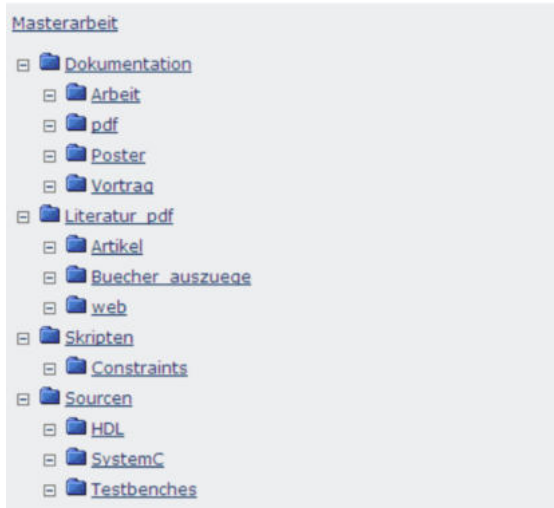 Masterarbeit
Dokumentation
Arbeit
pdf
Poster
Vortrag
Literatur_pdf
Artikel
Buecher_auszuege
web
Skripten
Constraints
Sourcen
HDL
SystemC
Testbenches